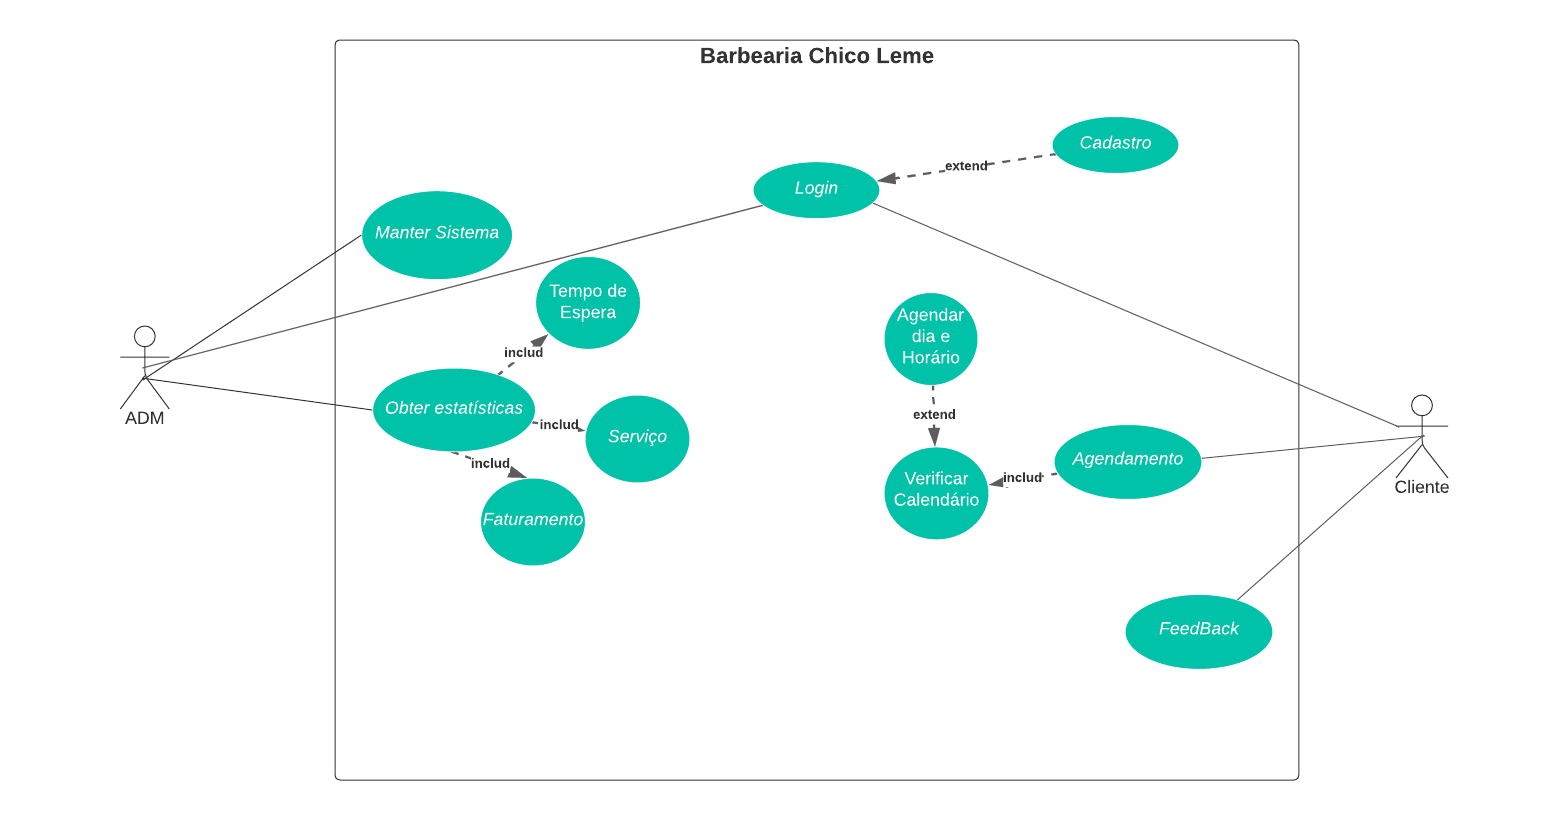 Barbearia Chico Leme
Cadastro
extend
Login
Manter Sistema
Tempo de
Espera
includ
Agendar
dia e
Horário
ADM
Obter estatísticas
extend
includ
Serviço
includ
Agendamento
Verificar
Calendário
includ
Cliente
Faturamento
FeedBack